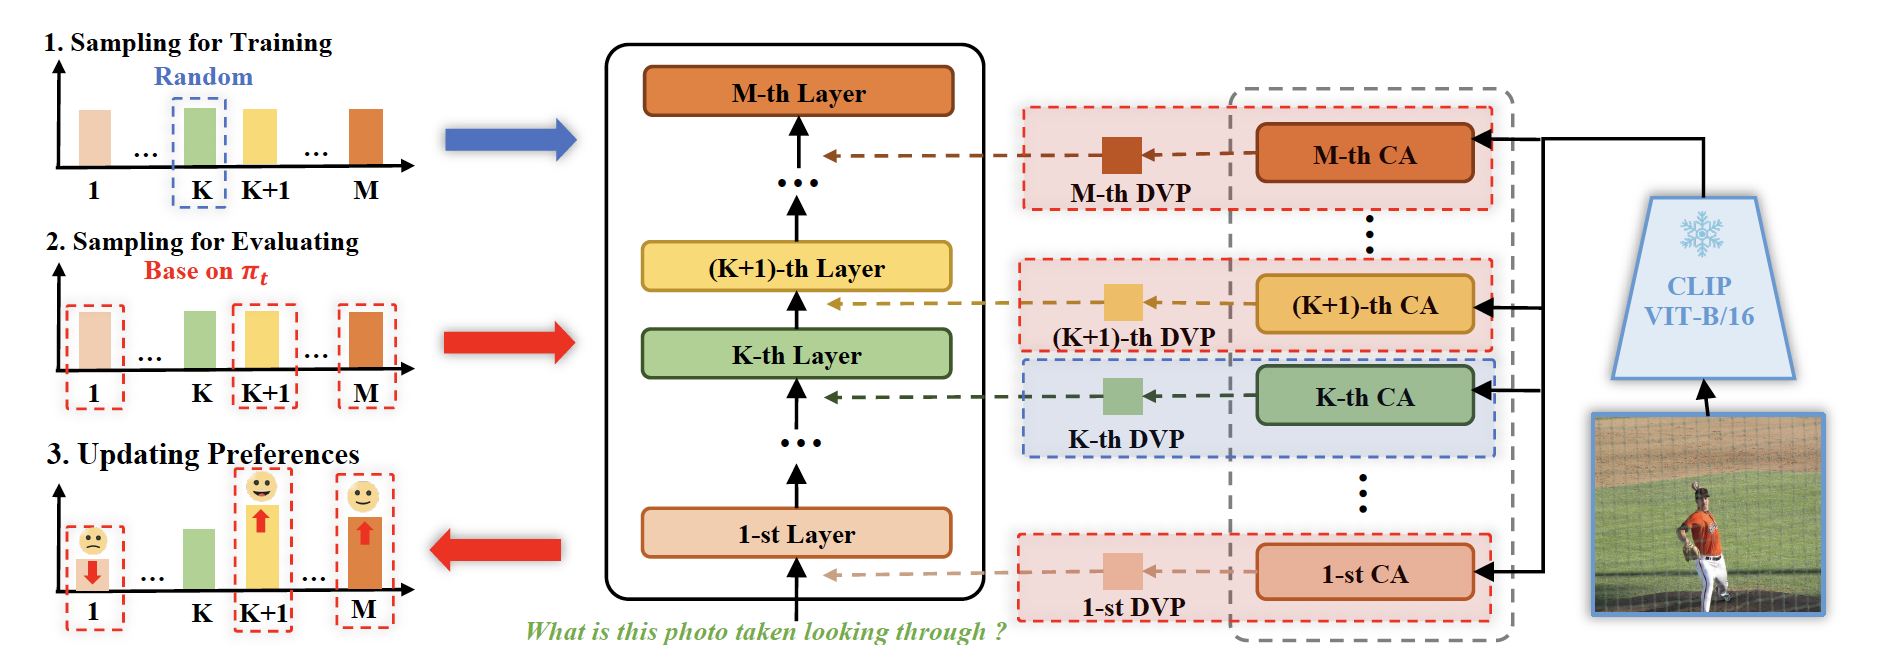 1. Sampling for Training
Random
...
...
1
K
K+1
M
2. Sampling for Evaluating
Base on π_t
...
...
1
K
K+1
M
3. Updating Preferences
...
...
1
K
K+1
M
M-th Layer
...
(K+1)-th Layer
K-th Layer
...
1-st Layer
What is this photo taken looking through ?
M-th CA
M-th DVP
(K+1)-th CA
(K+1)-th DVP
K-th CA
K-th DVP
1-st CA
1-st DVP
CLIP
VIT-B/16